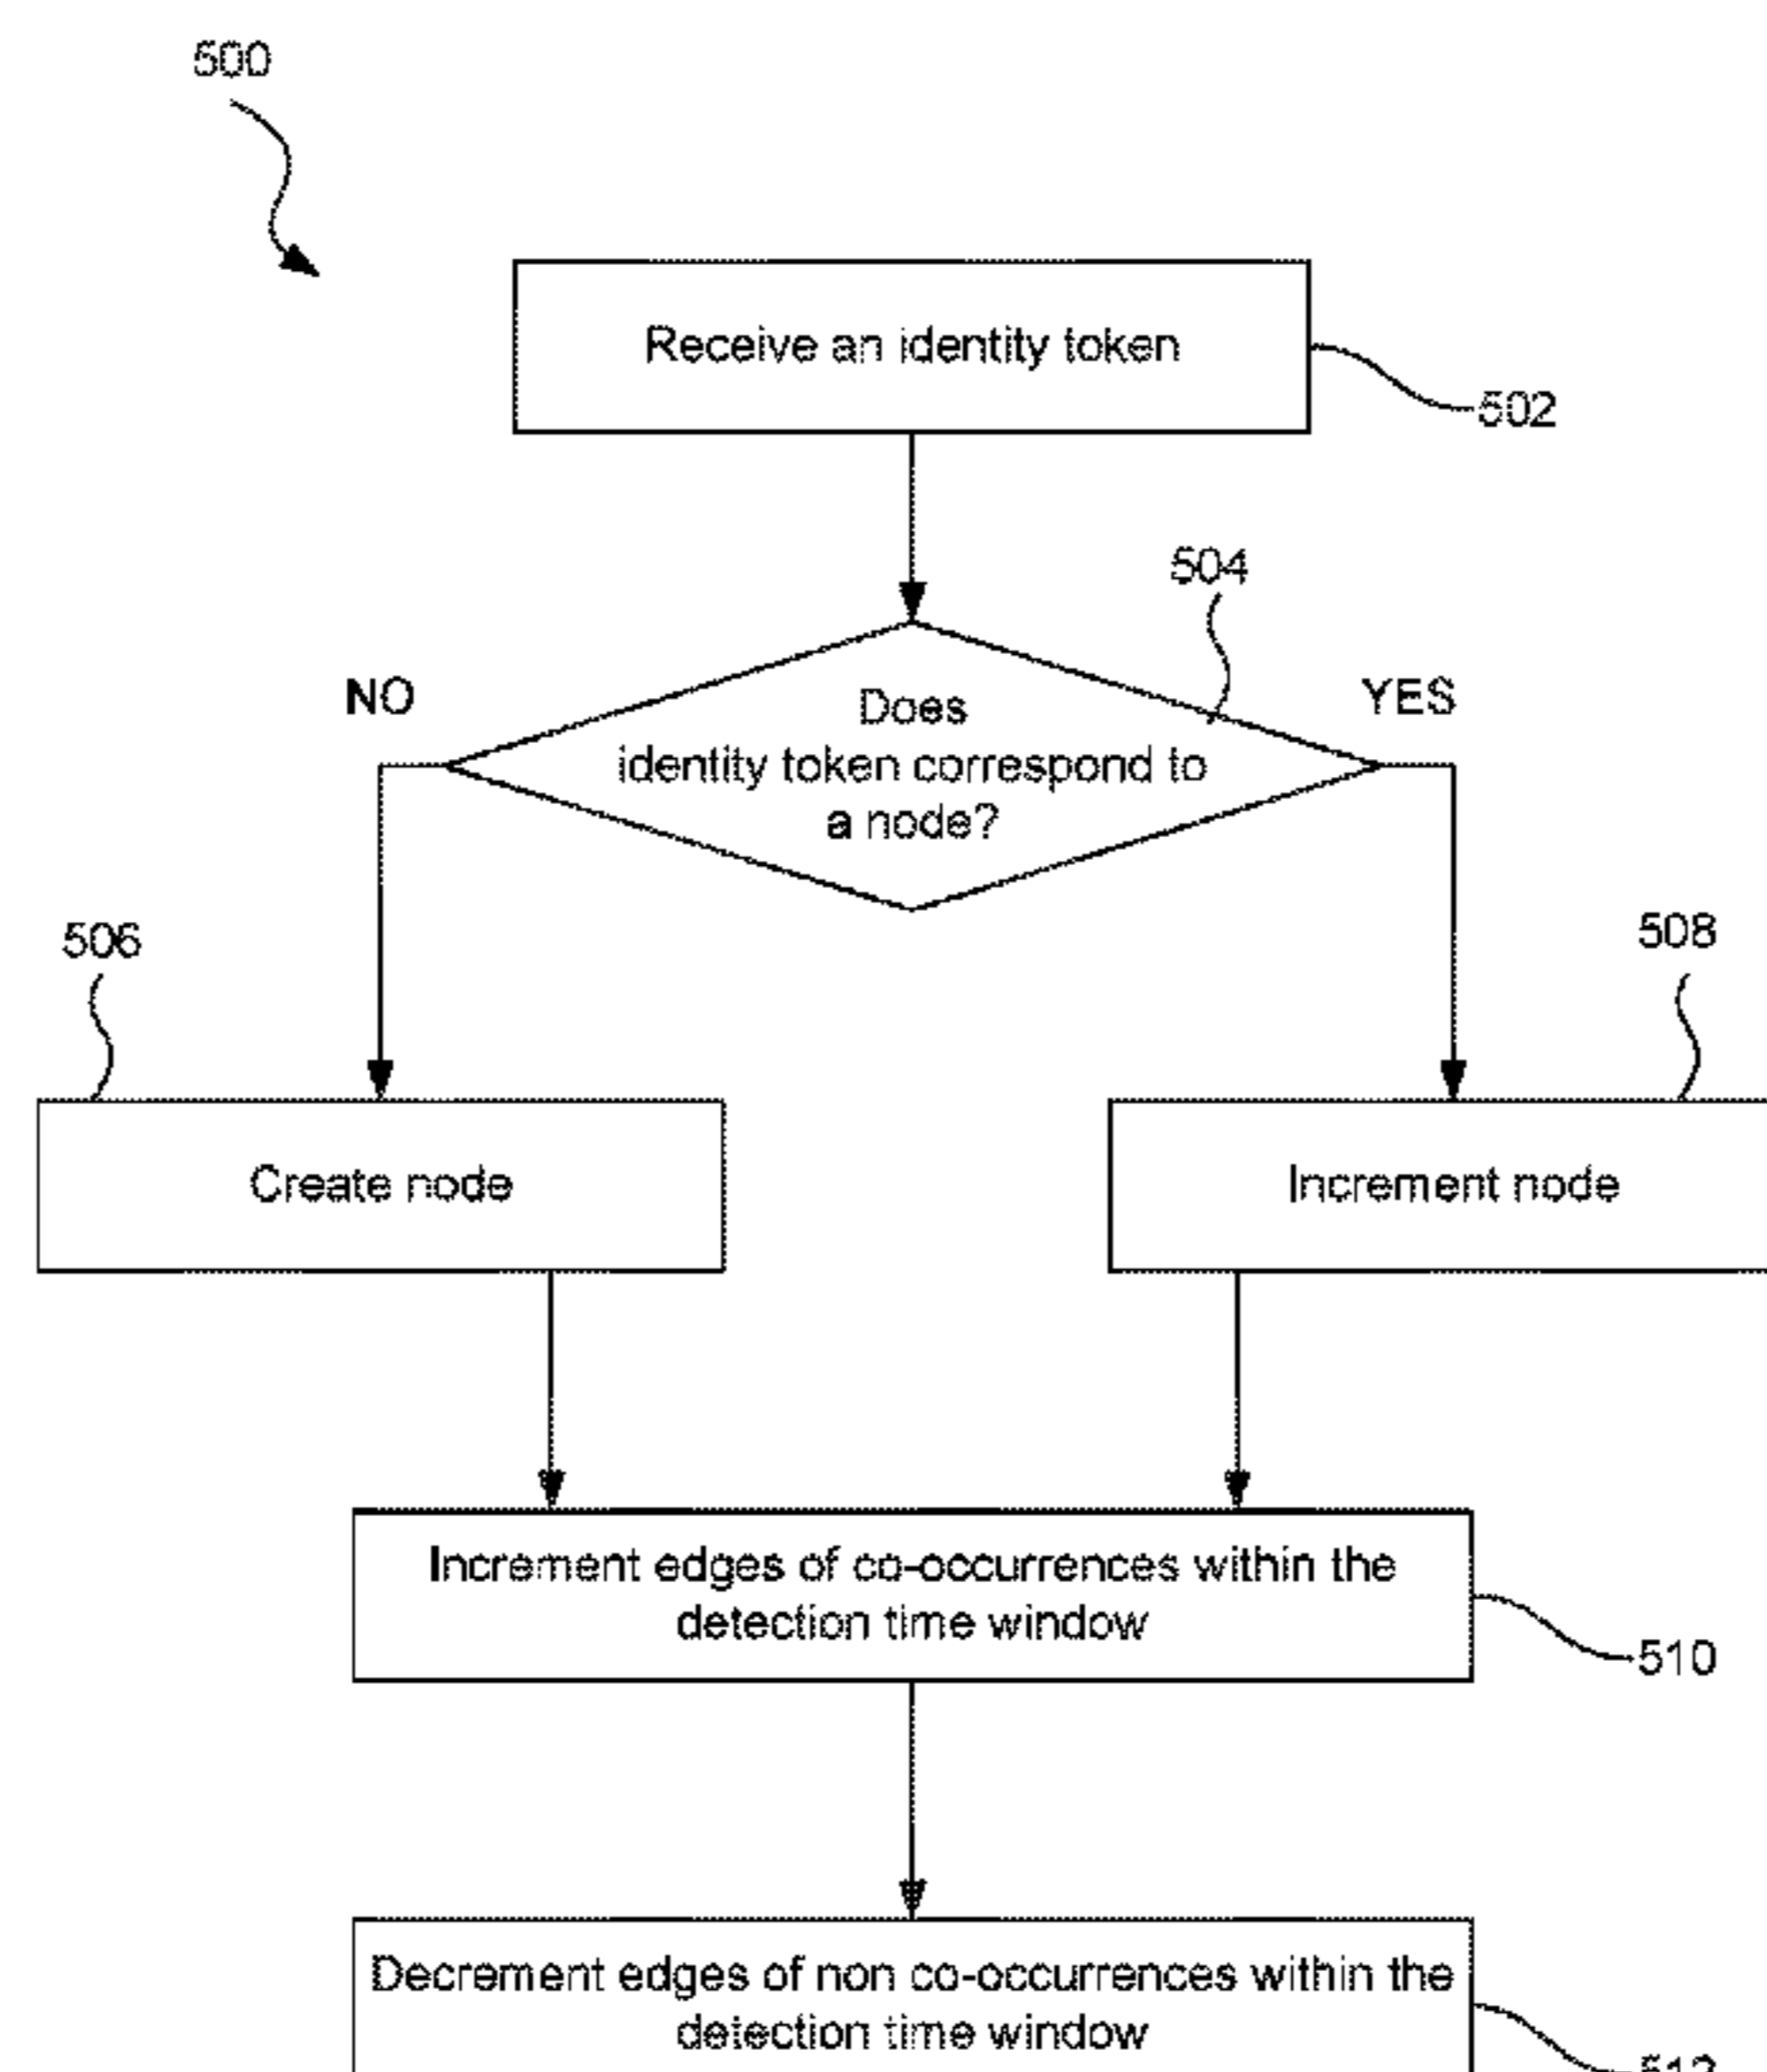 500
Receive an identity token
502
504
NO
YES
Does
identity token correspond to
a node?
506
508
Create node
Increment node
Increment edges of co-occurrences within the
detection time window
510
Decrement edges of non co-occurrences within the
detection time window